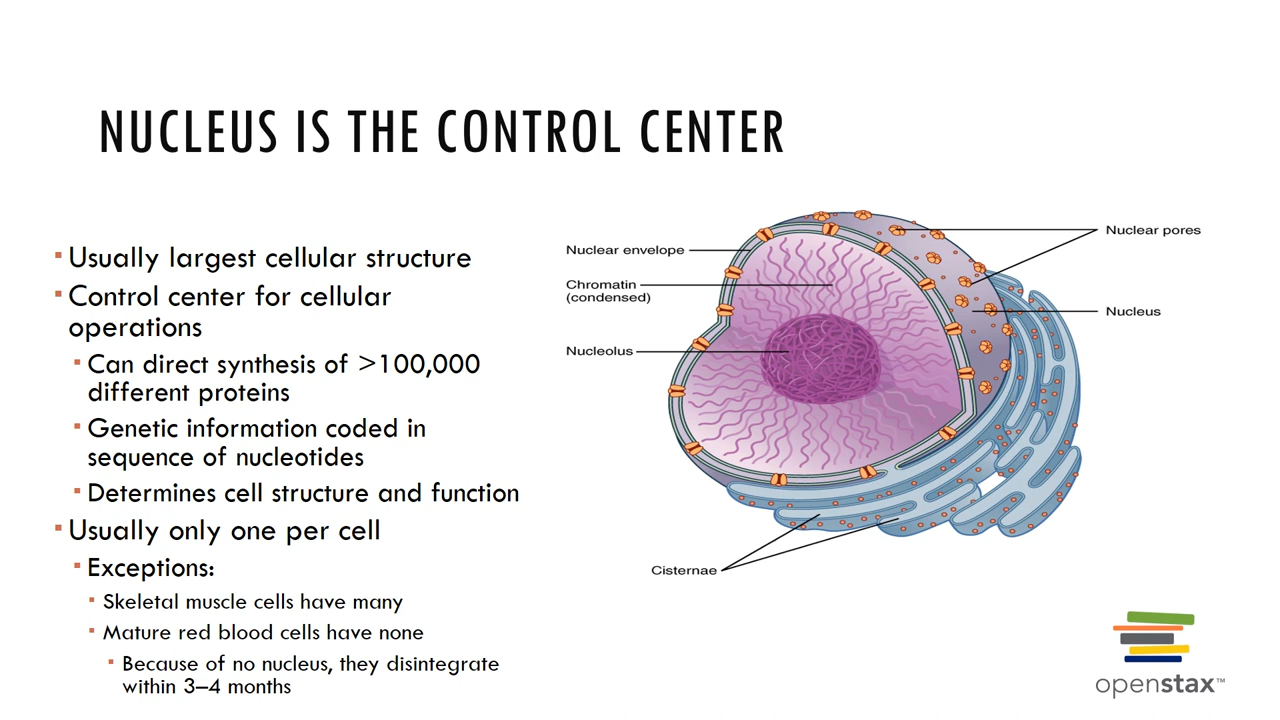 NUCLEUS IS THE CONTROL CENTER
▪ Usually largest cellular structure
▪ Control center for cellular
operations
▪ Can direct synthesis of >100,000
different proteins
▪ Genetic information coded in
sequence of nucleotides
▪ Determines cell structure and function
▪ Usually only one per cell
▪ Exceptions:
▪ Skeletal muscle cells have many
▪ Mature red blood cells have none
▪ Because of no nucleus, they disintegrate
within 3–4 months
Nuclear envelope
Chromatin
(condensed)
Nucleolus
Cisternae
Nuclear pores
Nucleus
openstax™